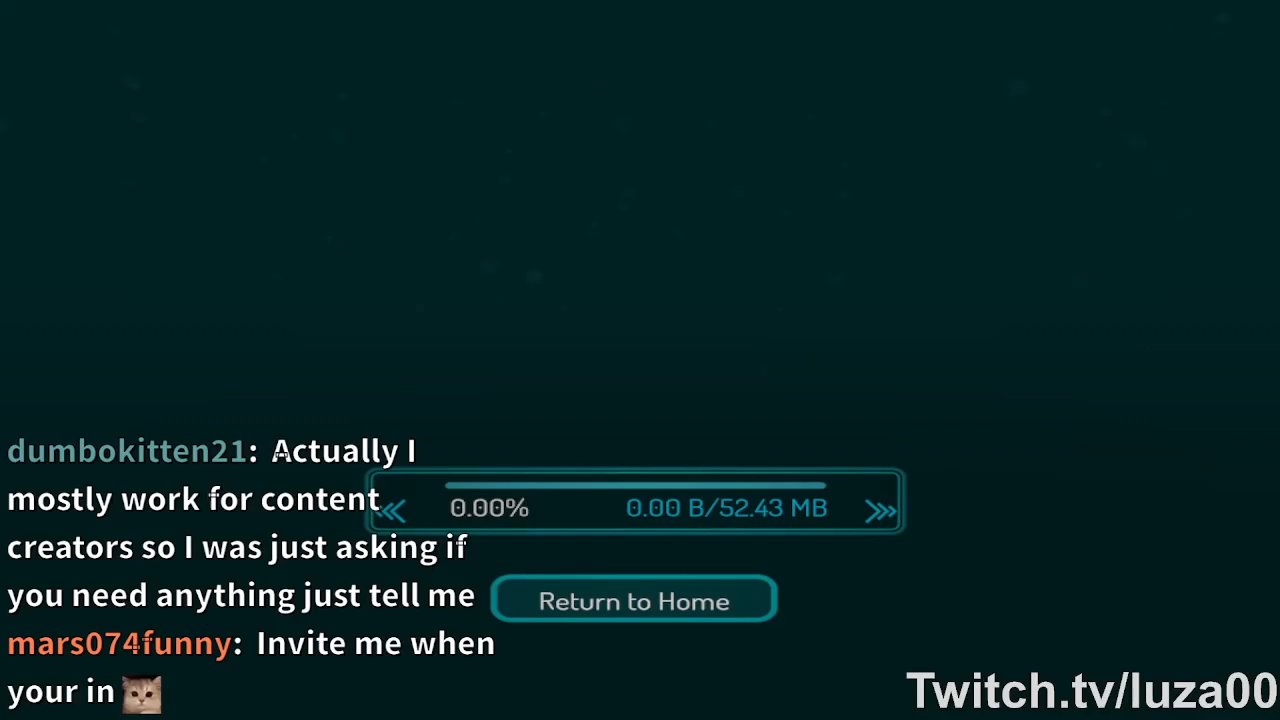 dumbokitten21: Actually I
mostly work for content
creators so I was just asking if
you need anything just tell me
mars074funny: Invite me when
your in
0.00% 0.00 B/52.43 MB
Return to Home
Twitch.tv/luza00